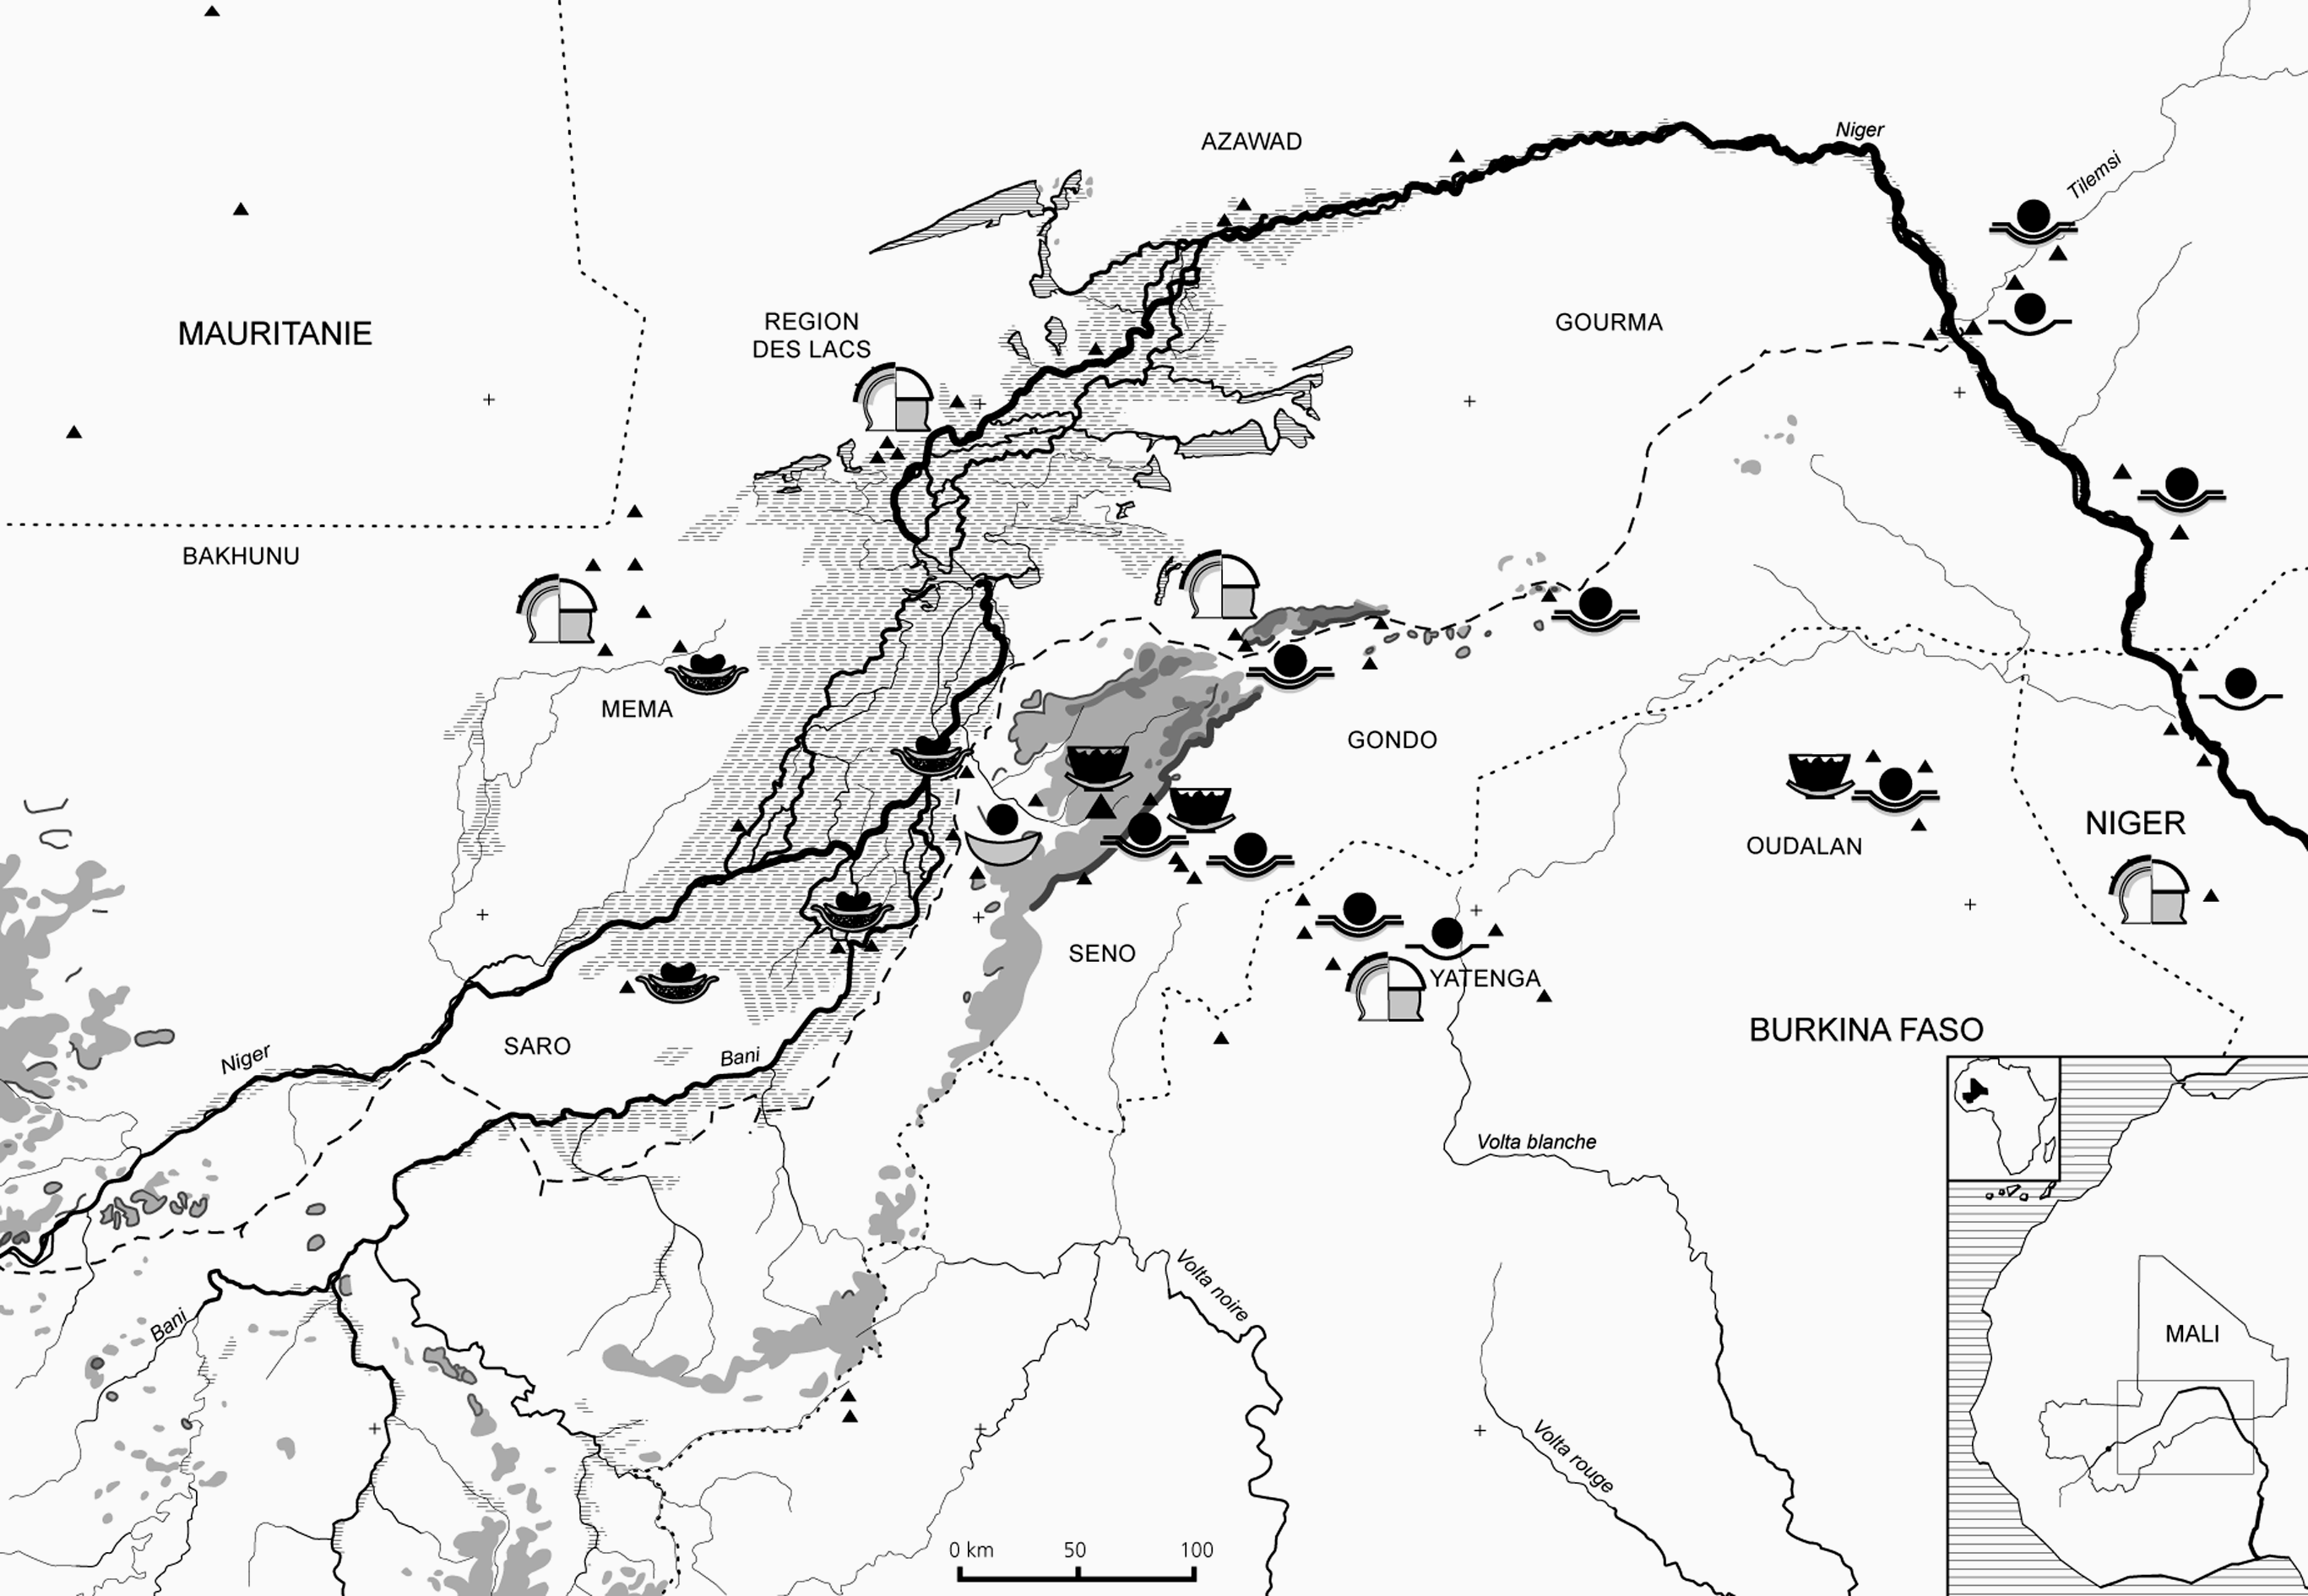 Niger
AZAWAD
Tilemsi
REGION
DES LACS
GOURMA
MAURITANIE
BAKHUNU
MEMA
GONDO
NIGER
OUDALAN
SENO
YATENGA
BURKINA FASO
SARO
Bani
Niger
Volta blanche
Volta noire
Bani
MALI
Volta rouge
0 km 50 100